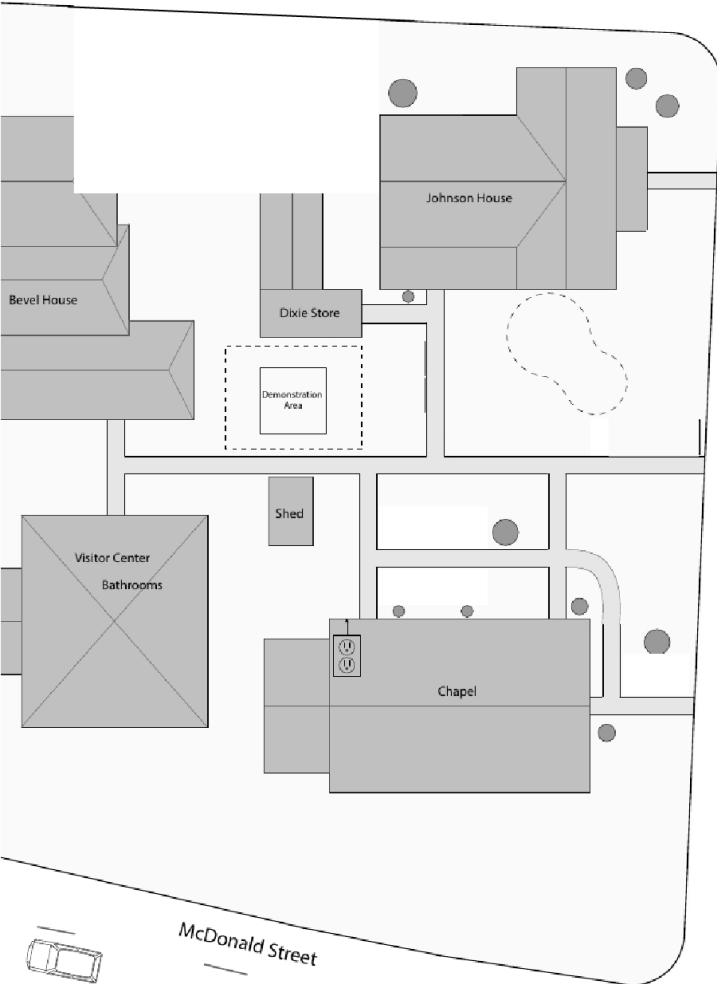 Johnson House
Bevel House
Dixie Store
Demonstration
Area
Shed
Visitor Center
Bathrooms
Chapel
McDonald Street